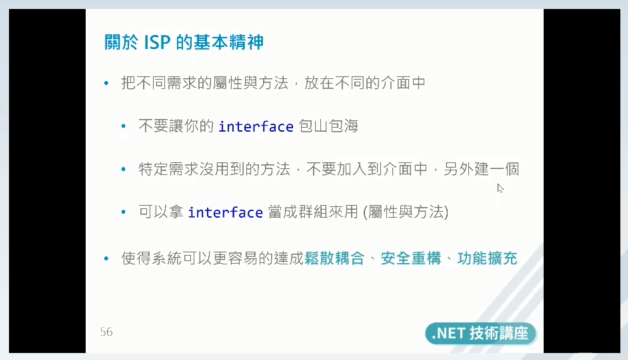 關於 ISP 的基本精神
• 把不同需求的屬性與方法，放在不同的介面中
• 不要讓你的 interface 包山包海
• 特定需求沒用到的方法，不要加入到介面中，另外建一個
• 可以拿 interface 當成群組來用 (屬性與方法)
• 使得系統可以更容易的達成鬆散耦合、安全重構、功能擴充
56
.NET 技術講座